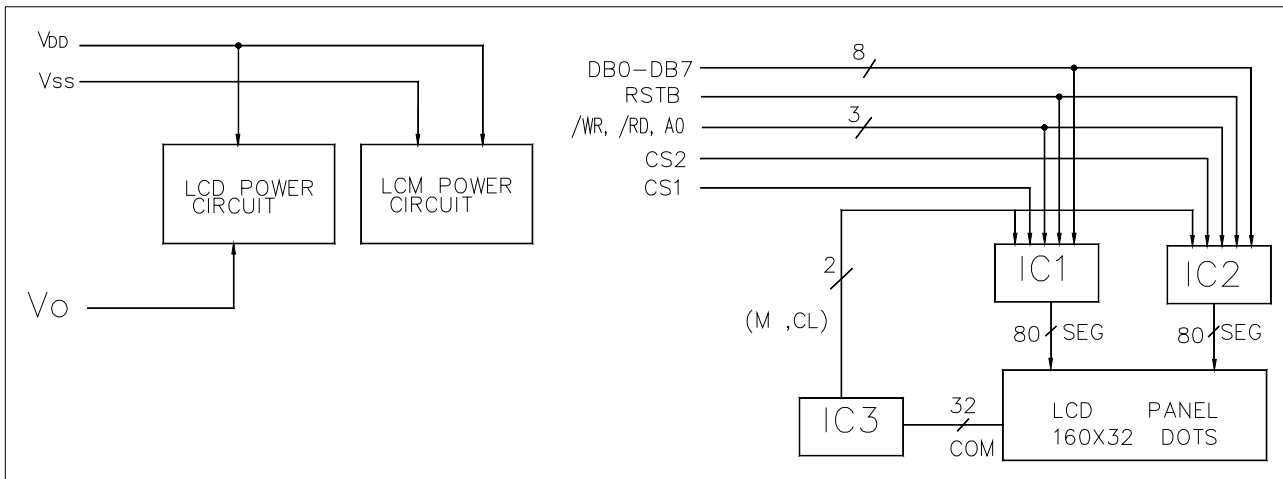 VDD
Vss
LCD POWER
CIRCUIT
LCM POWER
CIRCUIT
Vo
DB0-DB7
8
RSTB
/WR, /RD, A0
3
CS2
CS1
2
(M ,CL)
IC1
IC2
80 SEG
80 SEG
IC3
32
COM
LCD PANEL
160X32 DOTS